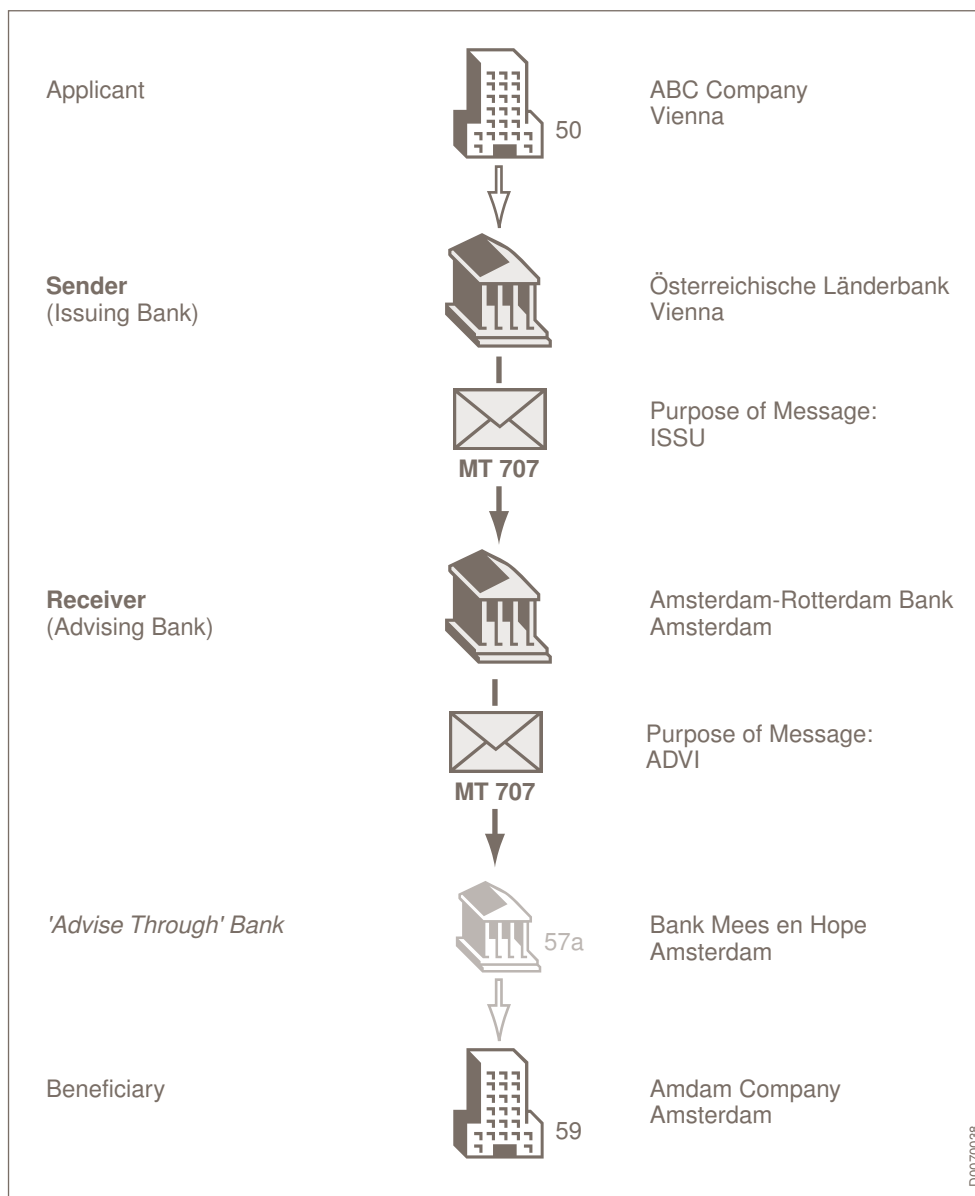 Applicant
50
ABC Company
Vienna
Sender
(Issuing Bank)
Österreichische Länderbank
Vienna
Purpose of Message:
ISSU
MT 707
Receiver
(Advising Bank)
Amsterdam-Rotterdam Bank
Amsterdam
Purpose of Message:
ADVI
MT 707
'Advise Through' Bank
57a
Bank Mees en Hope
Amsterdam
Beneficiary
59
Amdam Company
Amsterdam
D0070038